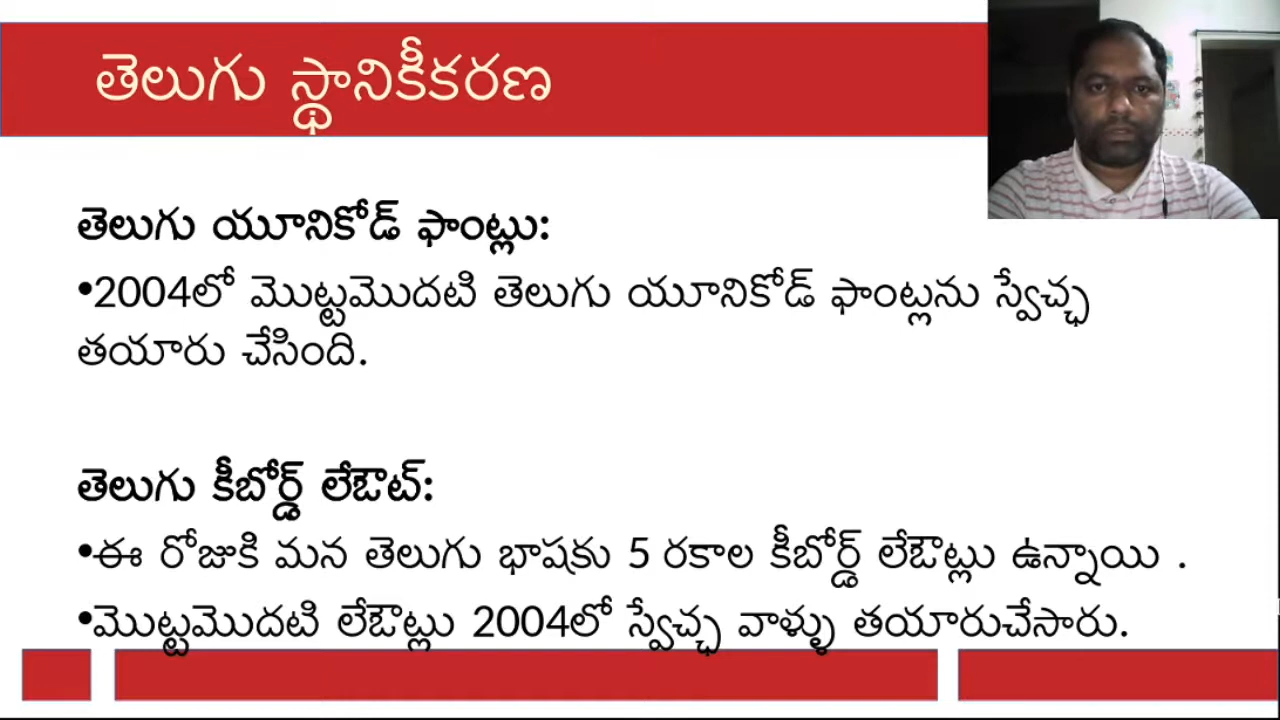 తెలుగు స్థానికీకరణ
తెలుగు యూనికోడ్ ఫాంట్లు:
•2004లో మొట్టమొదటి తెలుగు యూనికోడ్ ఫాంట్లను స్వేచ్ఛ
తయారు చేసింది.
తెలుగు కీబోర్డ్ లేఔట్:
•ఈ రోజుకి మన తెలుగు భాషకు 5 రకాల కీబోర్డ్ లేఔట్లు ఉన్నాయి .
•మొట్టమొదటి లేఔట్లు 2004లో స్వేచ్ఛ వాళ్ళు తయారుచేసారు.